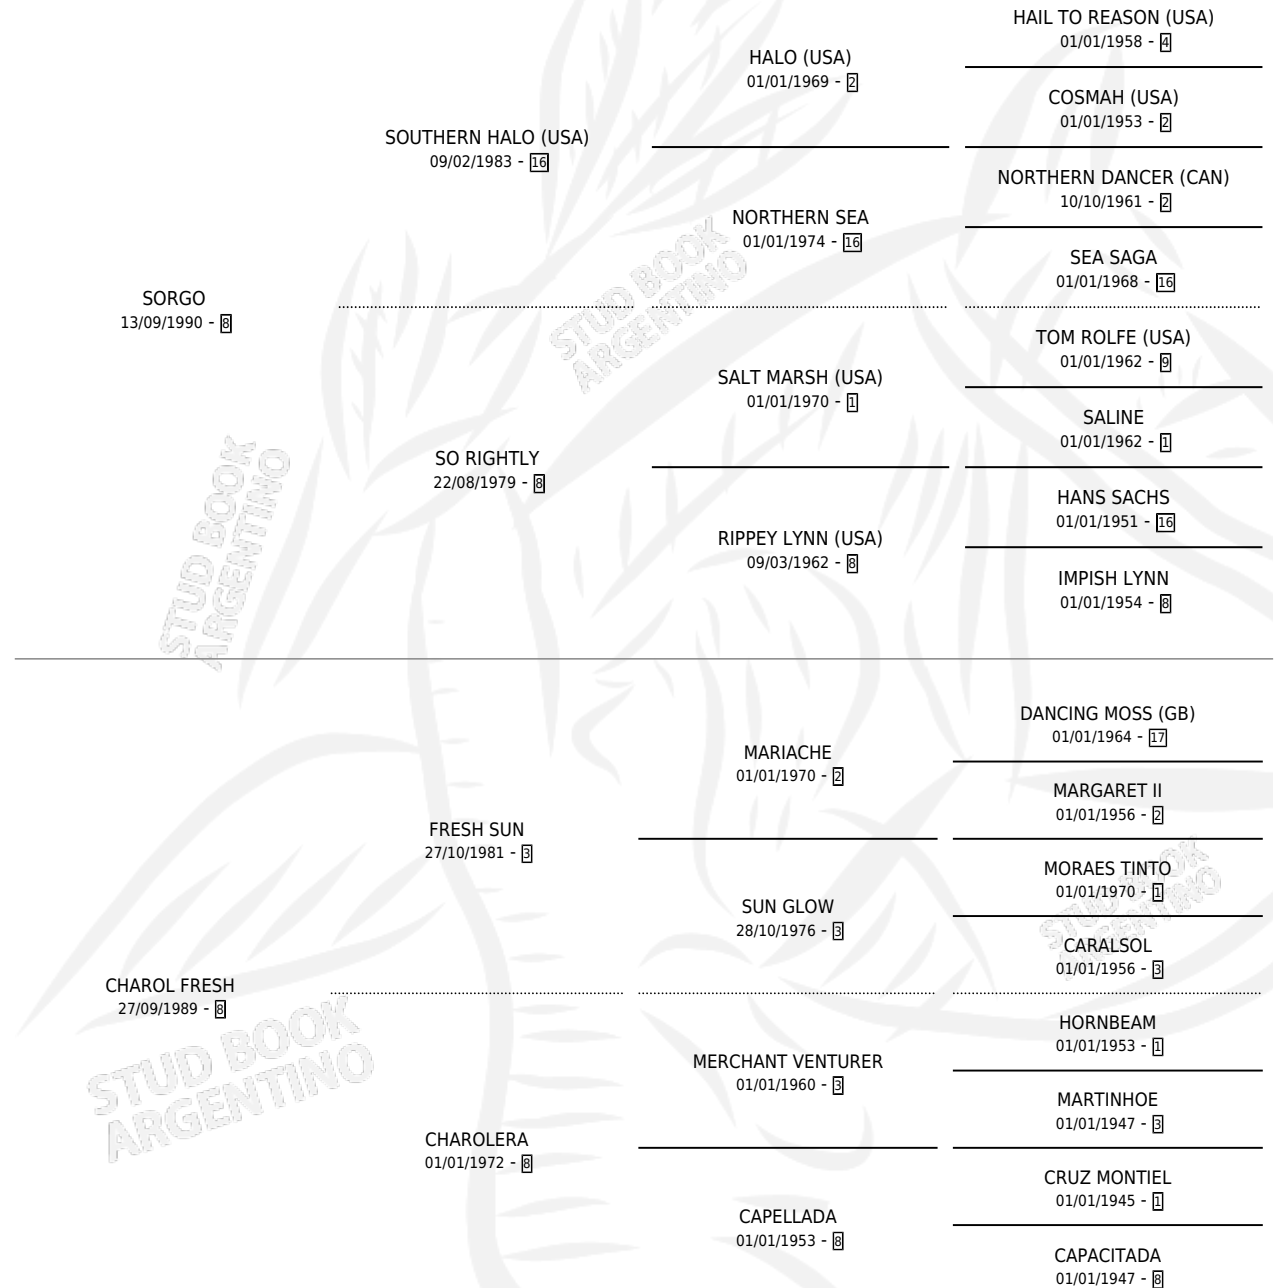 HAIL TO REASON (USA)
01/01/1958 - 4
HALO (USA)
01/01/1969 - 2
COSMAH (USA)
01/01/1953 - 2
SOUTHERN HALO (USA)
09/02/1983 - 16
NORTHERN DANCER (CAN)
10/10/1961 - 2
NORTHERN SEA
01/01/1974 - 16
SEA SAGA
01/01/1968 - 16
STUD BOOK
ARGENTINO
SORGO
13/09/1990 - 8
TOM ROLFE (USA)
01/01/1962 - 9
SALT MARSH (USA)
01/01/1970 - 1
SALINE
01/01/1962 - 1
SO RIGHTLY
22/08/1979 - 8
HANS SACHS
01/01/1951 - 16
RIPPEY LYNN (USA)
09/03/1962 - 8
IMPISH LYNN
01/01/1954 - 8
STUD BOOK
ARGENTINO
DANCING MOSS (GB)
01/01/1964 - 17
MARIACHE
01/01/1970 - 2
MARGARET II
01/01/1956 - 2
FRESH SUN
27/10/1981 - 3
MORAES TINTO
01/01/1970 - 1
SUN GLOW
28/10/1976 - 3
CARALSOL
01/01/1956 - 3
STUD BOOK
ARGENTINO
CHAROL FRESH
27/09/1989 - 8
HORNBEAM
01/01/1953 - 1
MERCHANT VENTURER
01/01/1960 - 3
MARTINHOE
01/01/1947 - 3
STUD BOOK
ARGENTINO
CHAROLERA
01/01/1972 - 8
CRUZ MONTIEL
01/01/1945 - 1
CAPELLADA
01/01/1953 - 8
CAPACITADA
01/01/1947 - 8